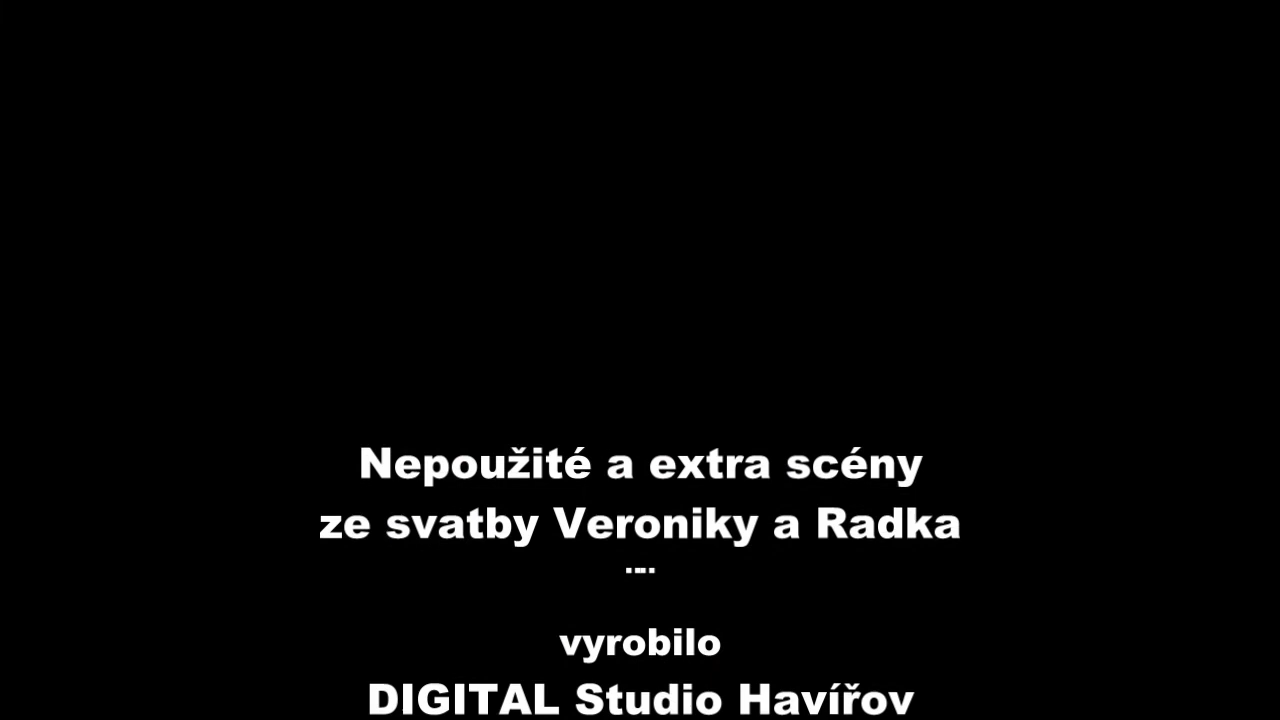 Nepoužité a extra scény
ze svatby Veroniky a Radka
....
vyrobilo
DIGITAL Studio Havířov